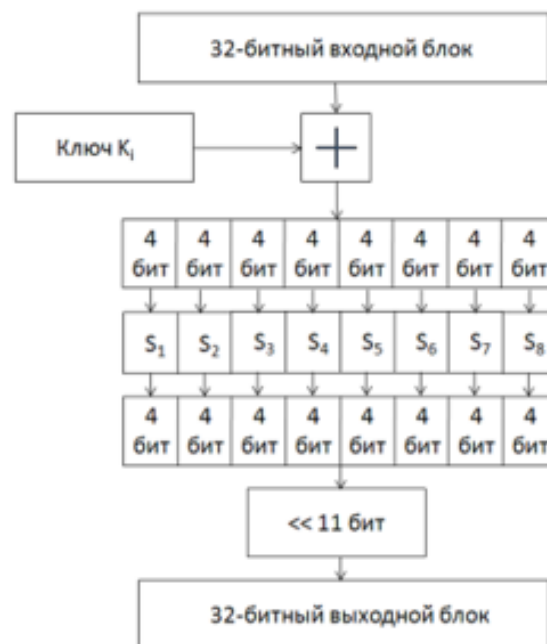 32-битный входной блок
Ключ Ki
+
4 4 4 4 4 4 4 4
бит бит бит бит бит бит бит бит
S1 S2 S3 S4 S5 S6 S7 S8
4 4 4 4 4 4 4 4
бит бит бит бит бит бит бит бит
<< 11 бит
32-битный выходной блок